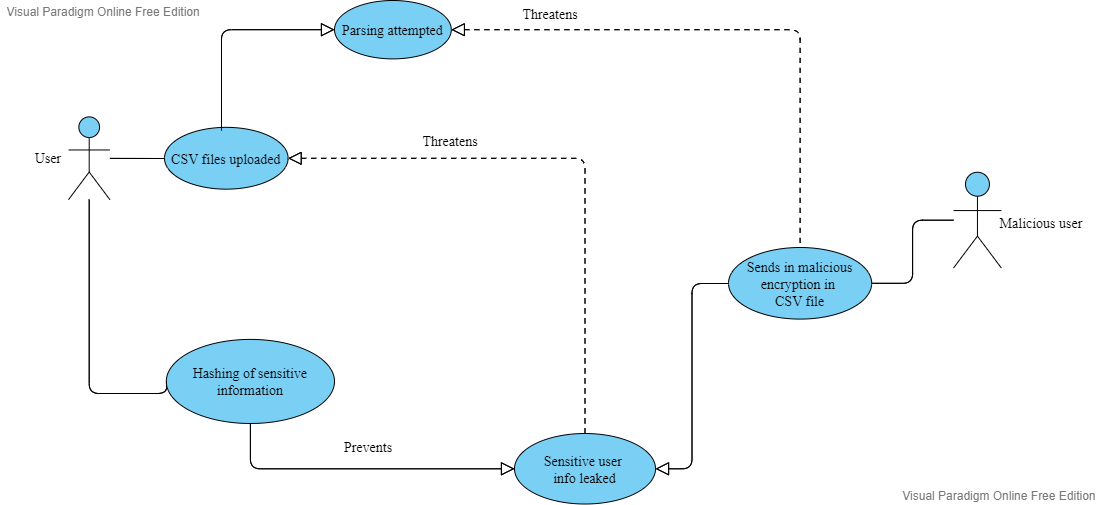 Visual Paradigm Online Free Edition
Threatens
Parsing attempted
Threatens
User
CSV files uploaded
Malicious user
Sends in malicious
encryption in
CSV file
Hashing of sensitive
information
Prevents
Sensitive user
info leaked
Visual Paradigm Online Free Edition